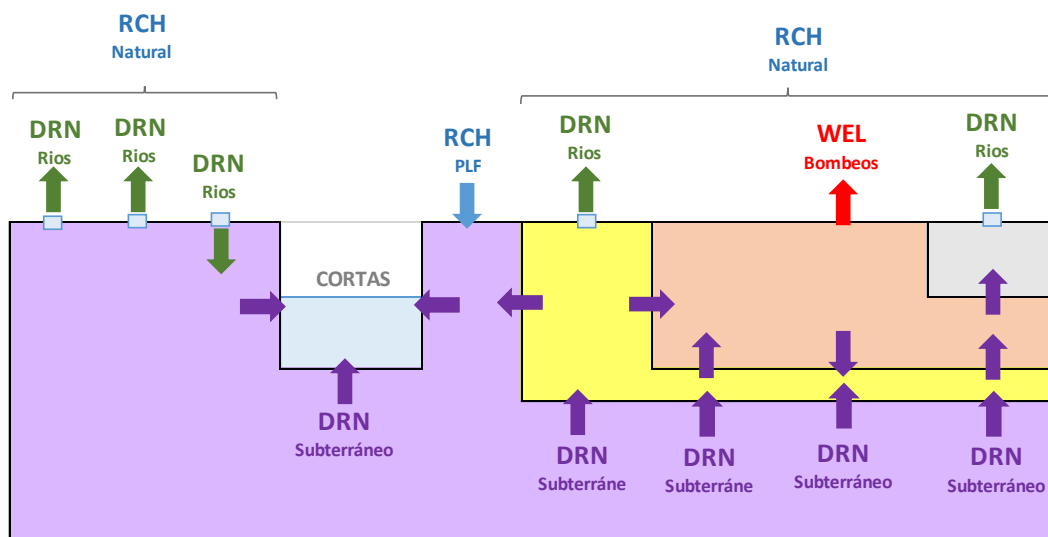 RCH
Natural
RCH
Natural
DRN
Rios
DRN
Rios
DRN
Rios
RCH
PLF
DRN
Rios
WEL
Bombeos
DRN
Rios
CORTAS
DRN
Subterráneo
DRN
Subterráne
DRN
Subterráne
DRN
Subterráneo
DRN
Subterráneo